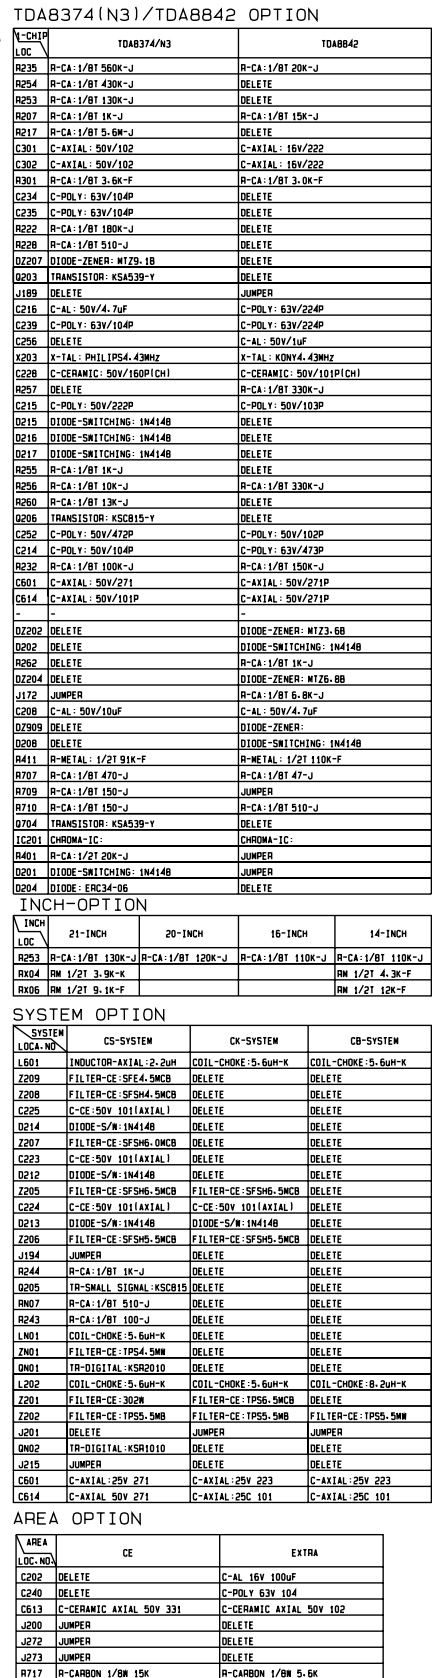 TDA8374(N3)/TDA8842 OPTION
1-CHIP LOC TDA8374/N3 TDA8842
R235 R-CA:1/8T 560K-J R-CA:1/8T 20K-J
R254 R-CA:1/8T 430K-J DELETE
R253 R-CA:1/8T 130K-J DELETE
R207 R-CA:1/8T 1K-J R-CA:1/8T 15K-J
R217 R-CA:1/8T 5.6M-J DELETE
C301 C-AXIAL: 50V/102 C-AXIAL: 16V/222
C302 C-AXIAL: 50V/102 C-AXIAL: 16V/222
R301 R-CA:1/8T 3.6K-F R-CA:1/8T 3.0K-F
C234 C-POLY: 63V/104P DELETE
C235 C-POLY: 63V/104P DELETE
R222 R-CA:1/8T 180K-J DELETE
R228 R-CA:1/8T 510-J DELETE
DZ207 DIODE-ZENER: MTZ9.1B DELETE
Q203 TRANSISTOR: KSA539-Y DELETE
J189 DELETE JUMPER
C216 C-AL: 50V/4.7uF C-POLY: 63V/224P
C239 C-POLY: 63V/104P C-POLY: 63V/224P
C256 DELETE C-AL: 50V/1uF
X203 X-TAL: PHILIPS4.43MHz X-TAL: KONY4.43MHz
C228 C-CERAMIC: 50V/160P(CH) C-CERAMIC: 50V/101P(CH)
R257 DELETE R-CA:1/8T 330K-J
C215 C-POLY: 50V/222P C-POLY: 50V/103P
D215 DIODE-SWITCHING: 1N4148 DELETE
D216 DIODE-SWITCHING: 1N4148 DELETE
D217 DIODE-SWITCHING: 1N4148 DELETE
R255 R-CA:1/8T 1K-J DELETE
R256 R-CA:1/8T 10K-J R-CA:1/8T 330K-J
R260 R-CA:1/8T 13K-J DELETE
Q206 TRANSISTOR: KSC815-Y DELETE
C252 C-POLY: 50V/472P C-POLY: 50V/102P
C214 C-POLY: 50V/104P C-POLY: 63V/473P
R232 R-CA:1/8T 100K-J R-CA:1/8T 150K-J
C601 C-AXIAL: 50V/271 C-AXIAL: 50V/271P
C614 C-AXIAL: 50V/101P C-AXIAL: 50V/271P
- - -
DZ202 DELETE DIODE-ZENER: MTZ3.6B
D202 DELETE DIODE-SWITCHING: 1N4148
R262 DELETE R-CA:1/8T 1K-J
DZ204 DELETE DIODE-ZENER: MTZ6.8B
J172 JUMPER R-CA:1/8T 6.8K-J
C208 C-AL: 50V/10uF C-AL: 50V/4.7uF
DZ909 DELETE DIODE-ZENER:
D208 DELETE DIODE-SWITCHING: 1N4148
R411 R-METAL: 1/2T 91K-F R-METAL: 1/2T 110K-F
R707 R-CA:1/8T 470-J R-CA:1/8T 47-J
R709 R-CA:1/8T 150-J JUMPER
R710 R-CA:1/8T 150-J R-CA:1/8T 510-J
Q704 TRANSISTOR: KSA539-Y DELETE
IC201 CHROMA-IC: CHROMA-IC:
R401 R-CA:1/2T 20K-J JUMPER
D201 DIODE-SWITCHING: 1N4148 JUMPER
D204 DIODE: ERC34-06 DELETE
INCH-OPTION
INCH LOC 21-INCH 20-INCH 16-INCH 14-INCH
R253 R-CA:1/8T 130K-J R-CA:1/8T 120K-J R-CA:1/8T 110K-J R-CA:1/8T 110K-J
RX04 RM 1/2T 3.9K-K RM 1/2T 4.3K-F
RX06 RM 1/2T 9.1K-F RM 1/2T 12K-F
SYSTEM OPTION
SYSTEM LOCA.NO CS-SYSTEM CK-SYSTEM CB-SYSTEM
L601 INDUCTOR-AXIAL:2.2uH COIL-CHOKE:5.6uH-K COIL-CHOKE:5.6uH-K
Z209 FILTER-CE:SFE4.5MCB DELETE DELETE
Z208 FILTER-CE:SFSH4.5MCB DELETE DELETE
C225 C-CE:50V 101(AXIAL) DELETE DELETE
D214 DIODE-S/W:1N4148 DELETE DELETE
Z207 FILTER-CE:SFSH6.0MCB DELETE DELETE
C223 C-CE:50V 101(AXIAL) DELETE DELETE
D212 DIODE-S/W:1N4148 DELETE DELETE
Z205 FILTER-CE:SFSH6.5MCB FILTER-CE:SFSH6.5MCB DELETE
C224 C-CE:50V 101(AXIAL) C-CE:50V 101(AXIAL) DELETE
D213 DIODE-S/W:1N4148 DIODE-S/W:1N4148 DELETE
Z206 FILTER-CE:SFSH5.5MCB FILTER-CE:SFSH5.5MCB DELETE
J194 JUMPER DELETE DELETE
R244 R-CA:1/8T 1K-J DELETE DELETE
Q205 TR-SMALL SIGNAL:KSC815 DELETE DELETE
RN07 R-CA:1/8T 510-J DELETE DELETE
R243 R-CA:1/8T 100-J DELETE DELETE
LN01 COIL-CHOKE:5.6uH-K DELETE DELETE
ZN01 FILTER-CE:TPS4.5MW DELETE DELETE
QN01 TR-DIGITAL:KSR2010 DELETE DELETE
L202 COIL-CHOKE:5.6uH-K COIL-CHOKE:5.6uH-K COIL-CHOKE:8.2uH-K
Z201 FILTER-CE:302W FILTER-CE:TPS6.5MCB DELETE
Z202 FILTER-CE:TPS5.5MB FILTER-CE:TPS5.5MB FILTER-CE:TPS5.5MW
J201 DELETE JUMPER JUMPER
QN02 TR-DIGITAL:KSR1010 DELETE DELETE
J215 JUMPER DELETE DELETE
C601 C-AXIAL:25V 271 C-AXIAL:25V 223 C-AXIAL:25V 223
C614 C-AXIAL 50V 271 C-AXIAL:25C 101 C-AXIAL:25C 101
AREA OPTION
AREA LOC.NO. CE EXTRA
C202 DELETE C-AL 16V 100uF
C240 DELETE C-POLY 63V 104
C613 C-CERAMIC AXIAL 50V 331 C-CERAMIC AXIAL 50V 102
J200 JUMPER DELETE
J272 JUMPER DELETE
J273 JUMPER DELETE
R717 R-CARBON 1/8W 15K R-CARBON 1/8W 5.6K